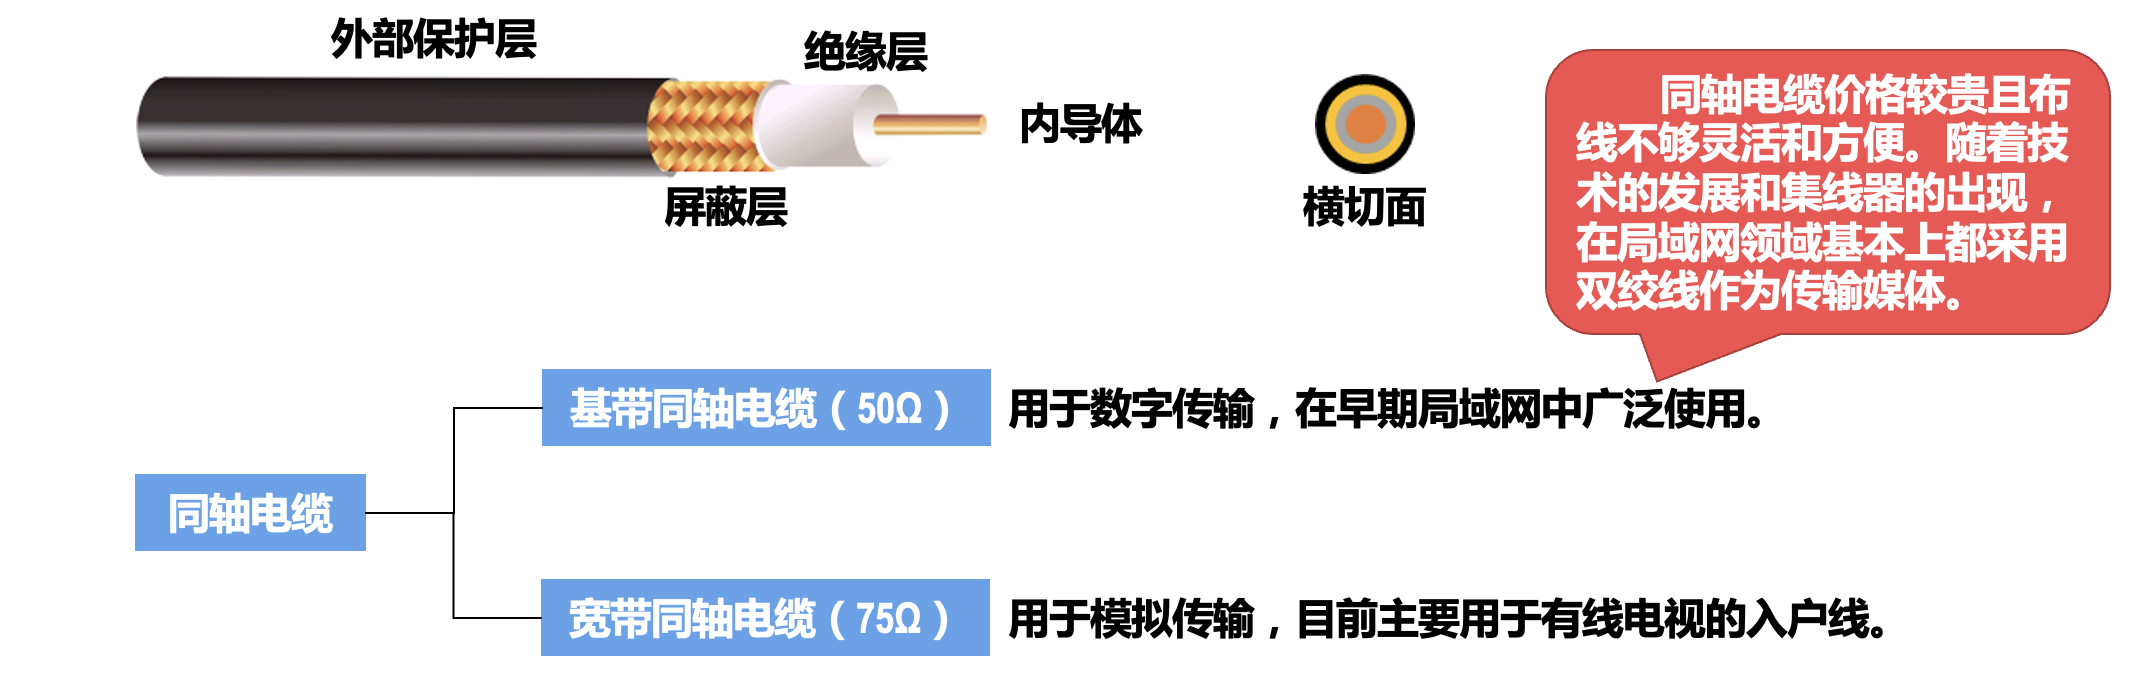 外部保护层
绝缘层
内导体
屏蔽层
横切面
同轴电缆价格较贵且布
线不够灵活和方便。随着技
术的发展和集线器的出现，
在局域网领域基本上都采用
双绞线作为传输媒体。
基带同轴电缆（50Ω）
用于数字传输，在早期局域网中广泛使用。
同轴电缆
宽带同轴电缆（75Ω）
用于模拟传输，目前主要用于有线电视的入户线。